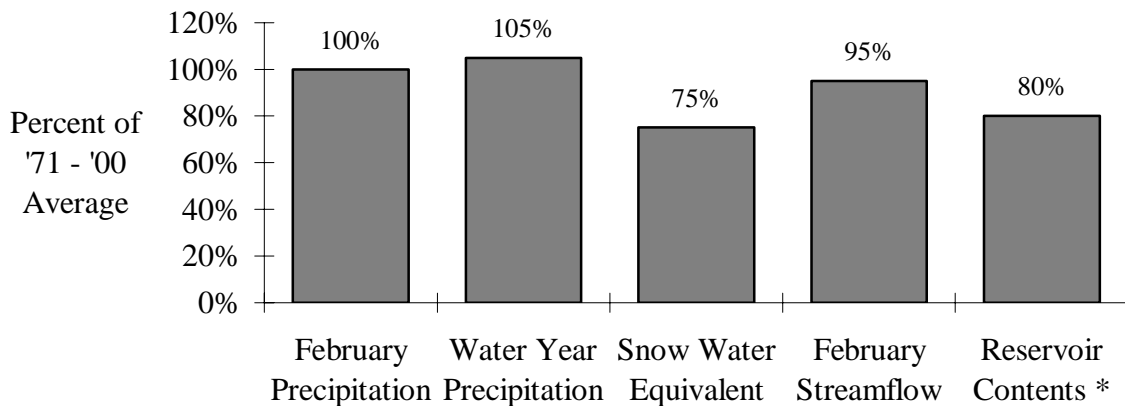 120%
100%
80%
60%
40%
20%
0%
Percent of
'71 - '00
Average
100%
105%
75%
95%
80%
February
Precipitation
Water Year
Precipitation
Snow Water
Equivalent
February
Streamflow
Reservoir
Contents *